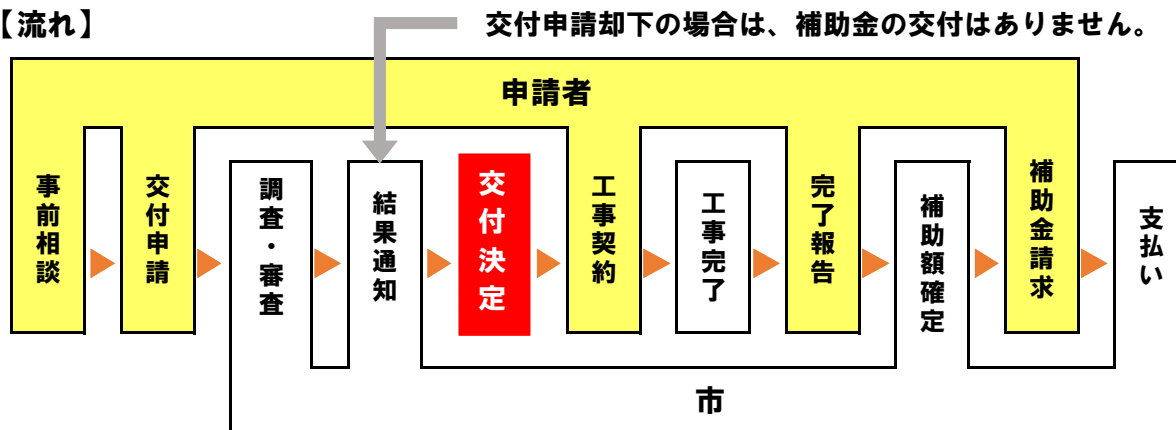 【流れ】
交付申請却下の場合は、補助金の交付はありません。
申請者
事前相談
交付申請
調査・審査
結果通知
交付決定
工事契約
工事完了
完了報告
補助額確定
補助金請求
支払い
市